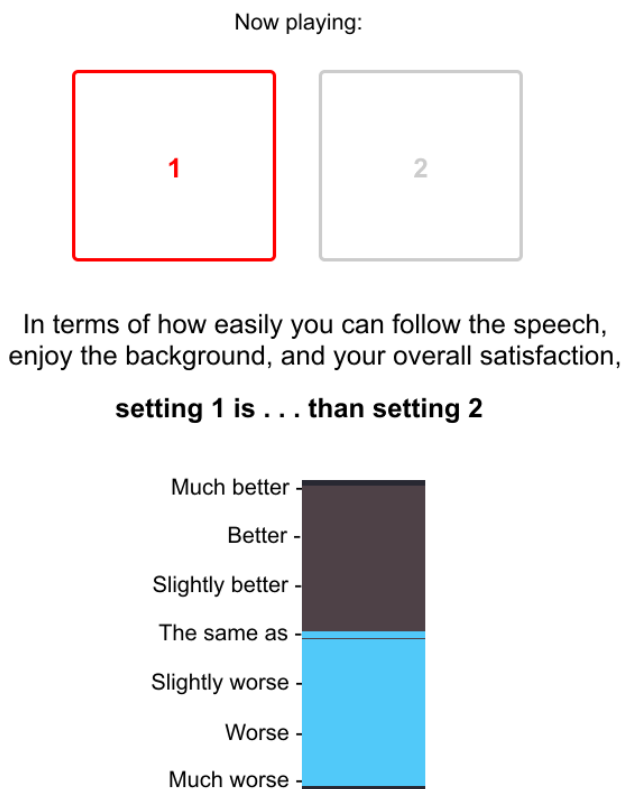 Now playing:
1
2
In terms of how easily you can follow the speech,
enjoy the background, and your overall satisfaction,
setting 1 is . . . than setting 2
Much better -
Better -
Slightly better -
The same as -
Slightly worse -
Worse -
Much worse -